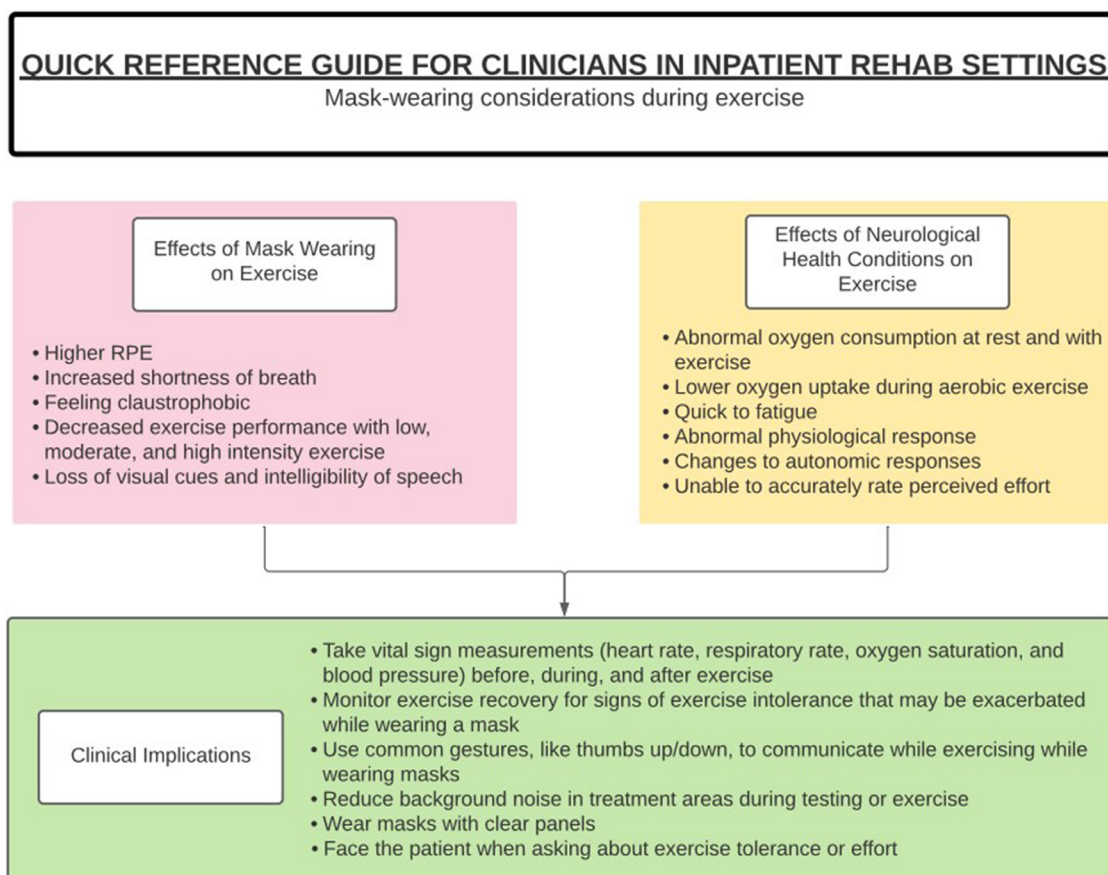 QUICK REFERENCE GUIDE FOR CLINICIANS IN INPATIENT REHAB SETTINGS
Mask-wearing considerations during exercise
Effects of Mask Wearing
on Exercise
• Higher RPE
• Increased shortness of breath
• Feeling claustrophobic
• Decreased exercise performance with low,
moderate, and high intensity exercise
• Loss of visual cues and intelligibility of speech
Effects of Neurological
Health Conditions on
Exercise
• Abnormal oxygen consumption at rest and with
exercise
• Lower oxygen uptake during aerobic exercise
• Quick to fatigue
• Abnormal physiological response
• Changes to autonomic responses
• Unable to accurately rate perceived effort
Clinical Implications
• Take vital sign measurements (heart rate, respiratory rate, oxygen saturation, and
blood pressure) before, during, and after exercise
• Monitor exercise recovery for signs of exercise intolerance that may be exacerbated
while wearing a mask
• Use common gestures, like thumbs up/down, to communicate while exercising while
wearing masks
• Reduce background noise in treatment areas during testing or exercise
• Wear masks with clear panels
• Face the patient when asking about exercise tolerance or effort